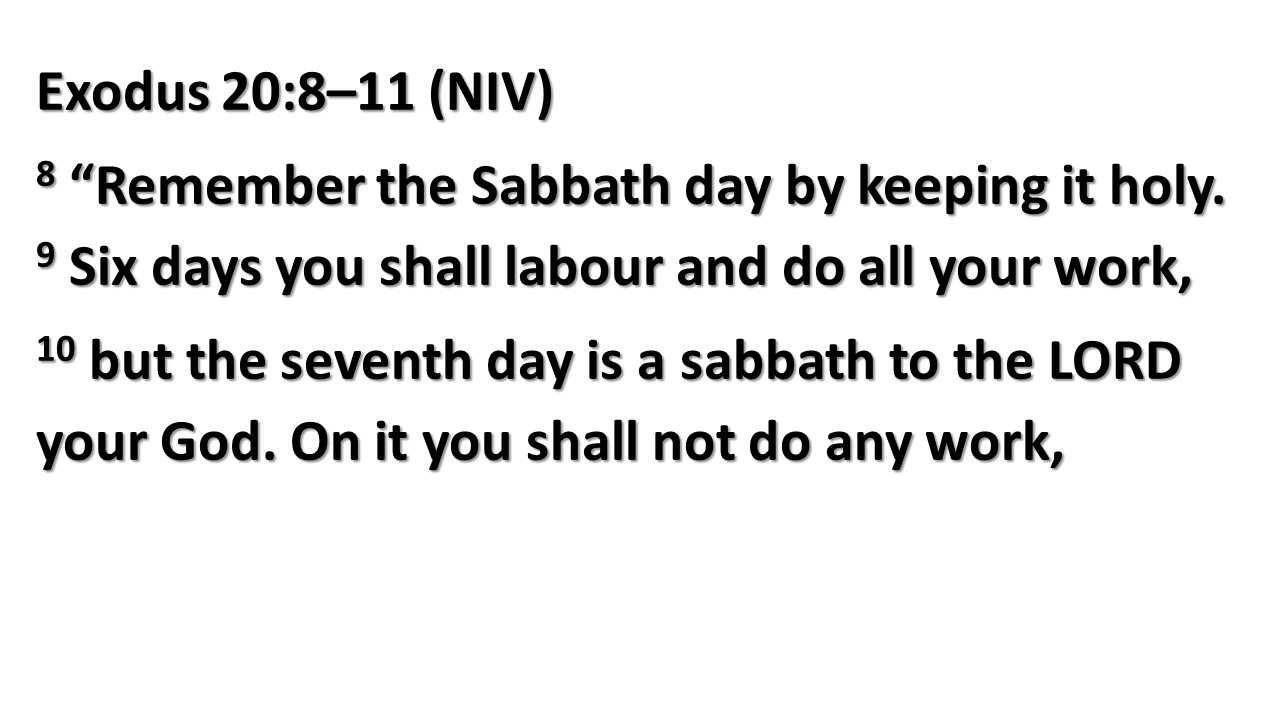 Exodus 20:8–11 (NIV)
8 “Remember the Sabbath day by keeping it holy.
9 Six days you shall labour and do all your work,
10 but the seventh day is a sabbath to the LORD
your God. On it you shall not do any work,